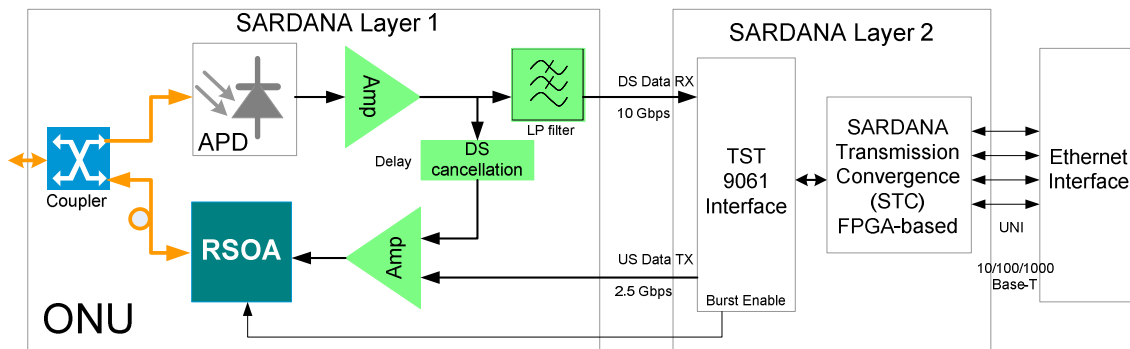 SARDANA Layer 1
SARDANA Layer 2
APD
Amp
LP filter
DS Data RX
10 Gbps
Coupler
Delay
DS
cancellation
TST
9061
Interface
SARDANA
Transmission
Convergence
(STC)
FPGA-based
Ethernet
Interface
UNI
RSOA
Amp
US Data TX
2.5 Gbps
10/100/1000
Base-T
Burst Enable
ONU